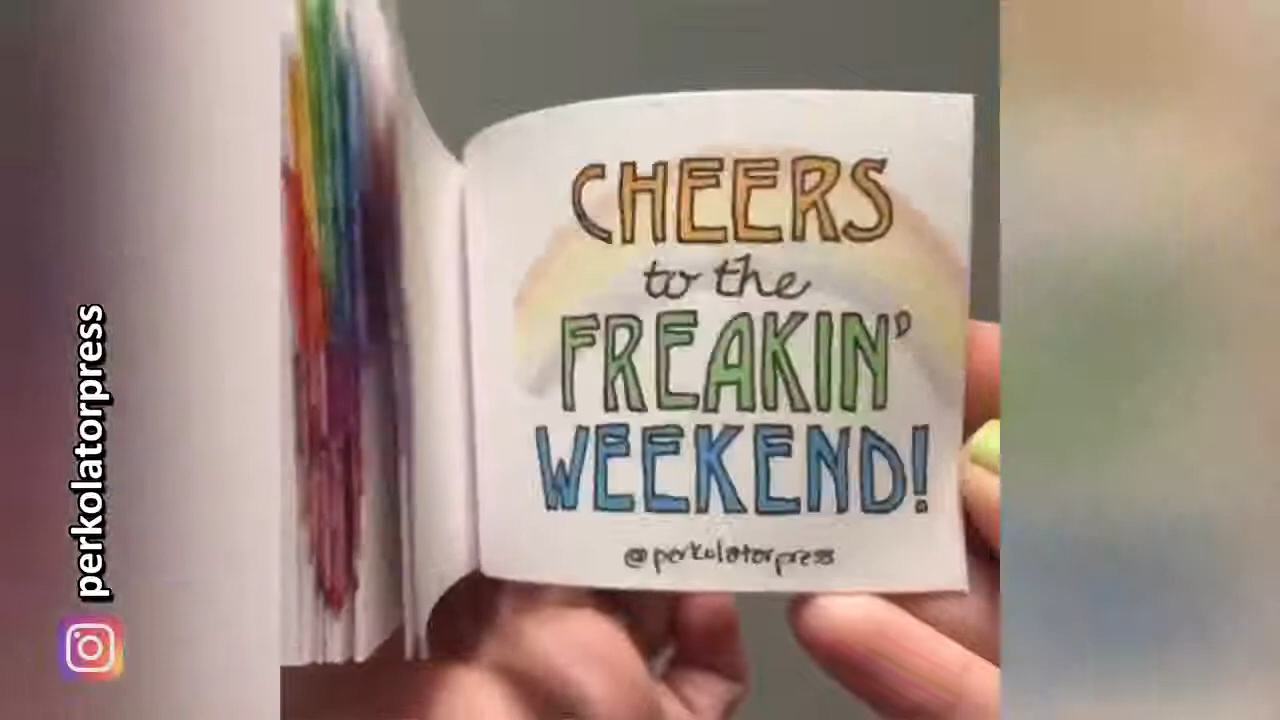 CHEERS
to the
FREAKIN'
WEEKEND!
@perkolatorpress
perkolatorpress